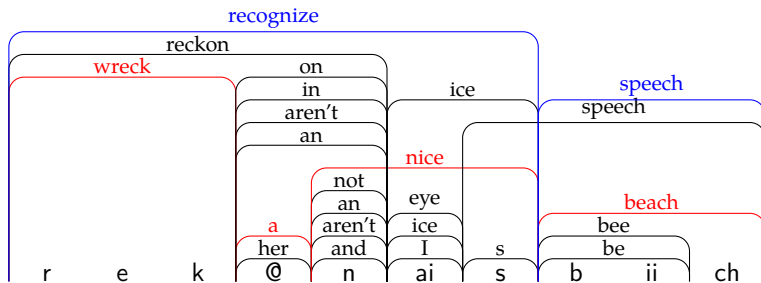 recognize
reckon
wreck on speech
in ice speech
aren't
an
nice
not
an eye beach
a aren't ice bee
her and I s be
r e k @ n ai s b ii ch